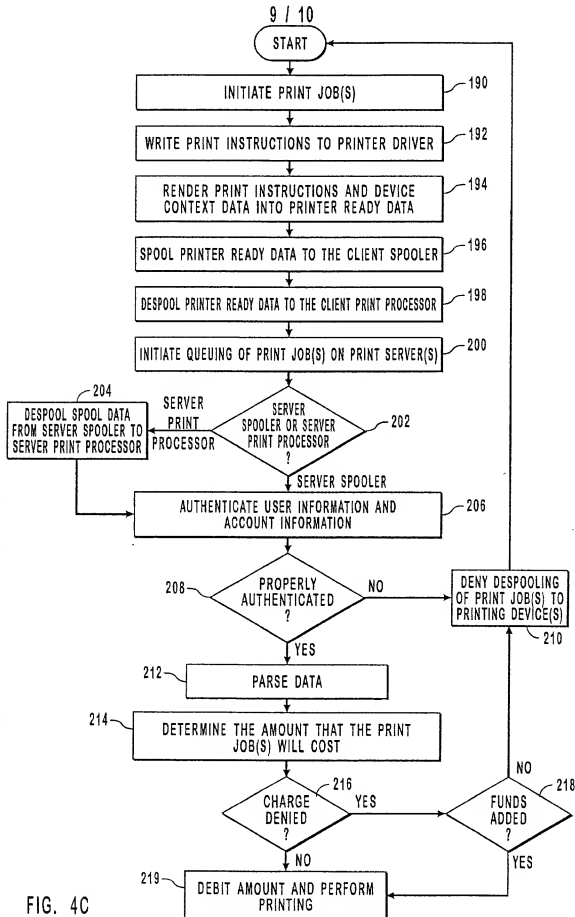 9 / 10
START
INITIATE PRINT JOB(S)
190
WRITE PRINT INSTRUCTIONS TO PRINTER DRIVER
192
RENDER PRINT INSTRUCTIONS AND DEVICE
CONTEXT DATA INTO PRINTER READY DATA
194
SPOOL PRINTER READY DATA TO THE CLIENT SPOOLER
196
DESPOOL PRINTER READY DATA TO THE CLIENT PRINT PROCESSOR
198
INITIATE QUEUING OF PRINT JOB(S) ON PRINT SERVER(S)
200
204
DESPOOL SPOOL DATA
FROM SERVER SPOOLER TO
SERVER PRINT PROCESSOR
SERVER
PRINT
PROCESSOR
SERVER
SPOOLER OR SERVER
PRINT PROCESSOR
?
202
SERVER SPOOLER
AUTHENTICATE USER INFORMATION AND
ACCOUNT INFORMATION
206
208
PROPERLY
AUTHENTICATED
?
NO
DENY DESPOOLING
OF PRINT JOB(S) TO
PRINTING DEVICE(S)
210
YES
212
PARSE DATA
214
DETERMINE THE AMOUNT THAT THE PRINT
JOB(S) WILL COST
216
CHARGE
DENIED
?
YES
NO
218
FUNDS
ADDED
?
NO
YES
219
DEBIT AMOUNT AND PERFORM
PRINTING
FIG. 4C